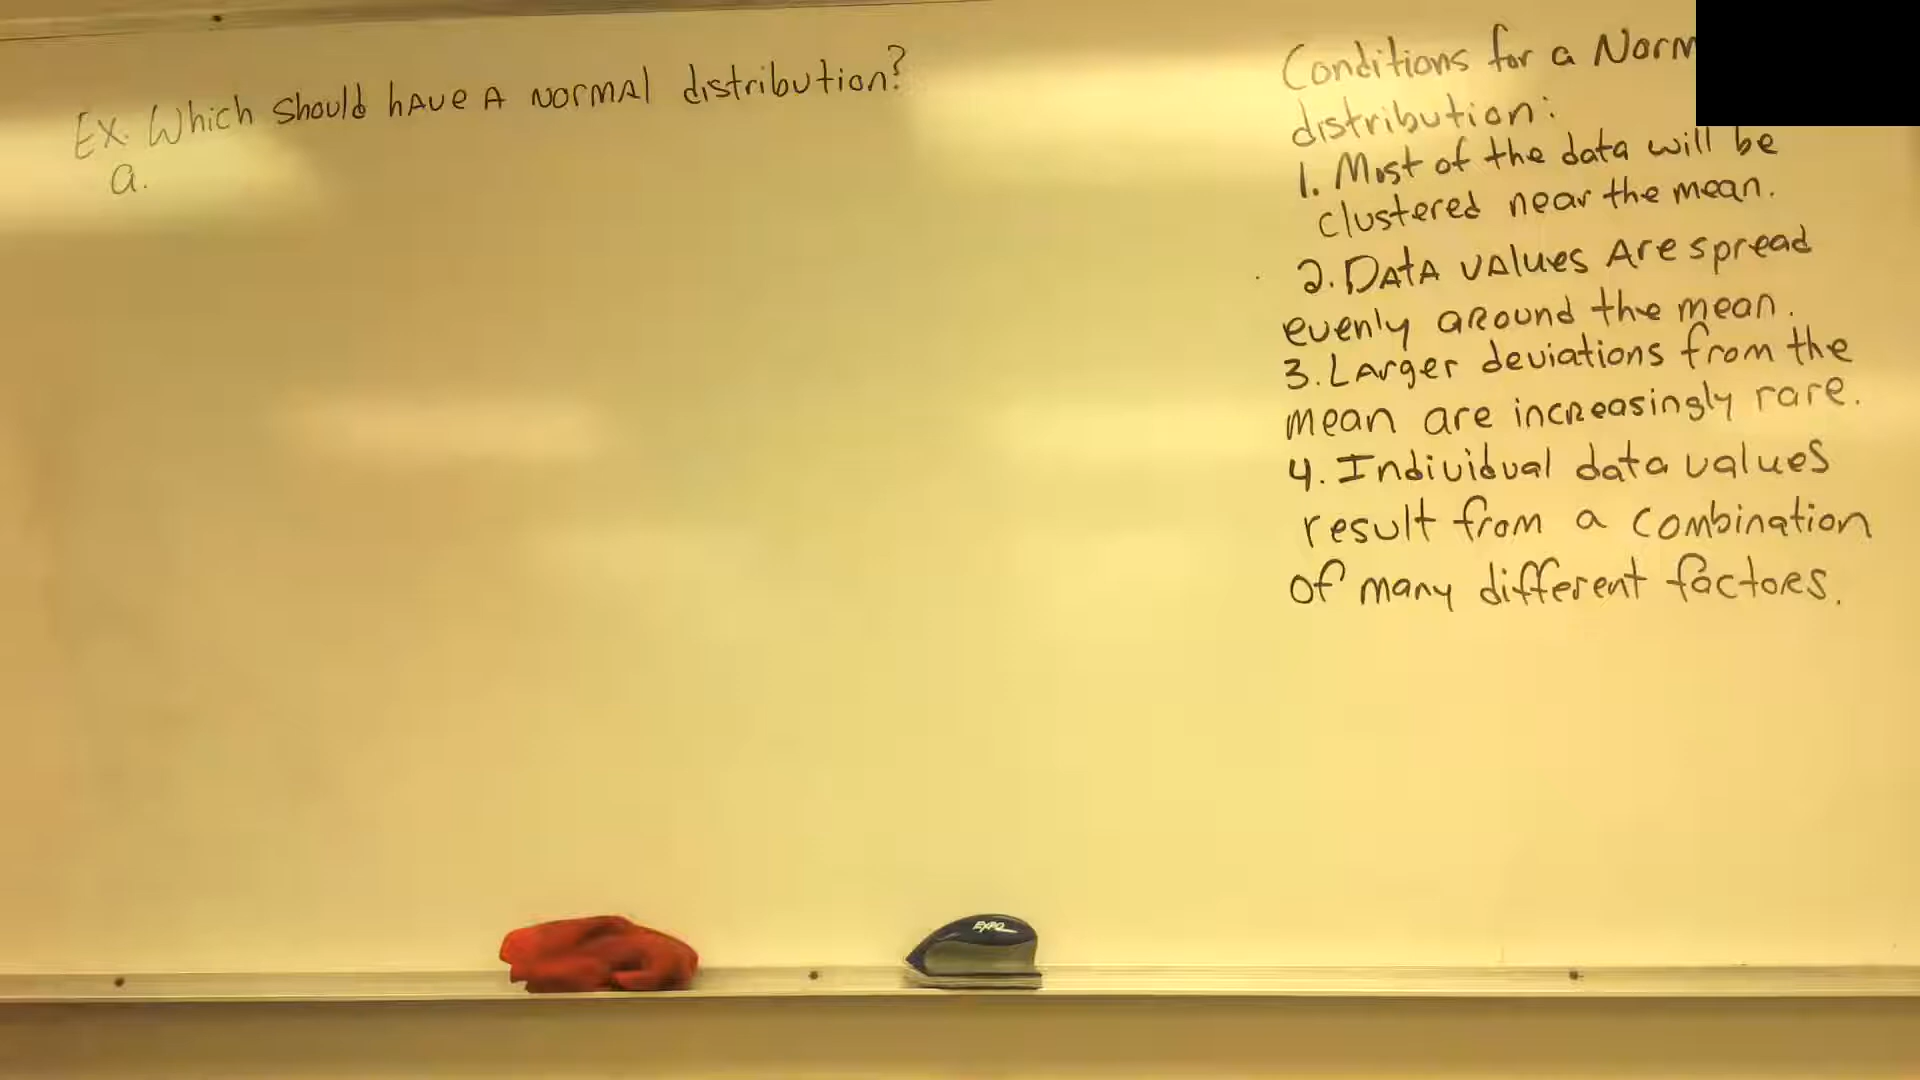 Ex. Which should have a normal distribution?
a.
Conditions for a Norm
distribution:
1. Most of the data will be
clustered near the mean.
2. Data values are spread
evenly around the mean.
3. Larger deviations from the
mean are increasingly rare.
4. Individual data values
result from a combination
of many different factors.
EXPO